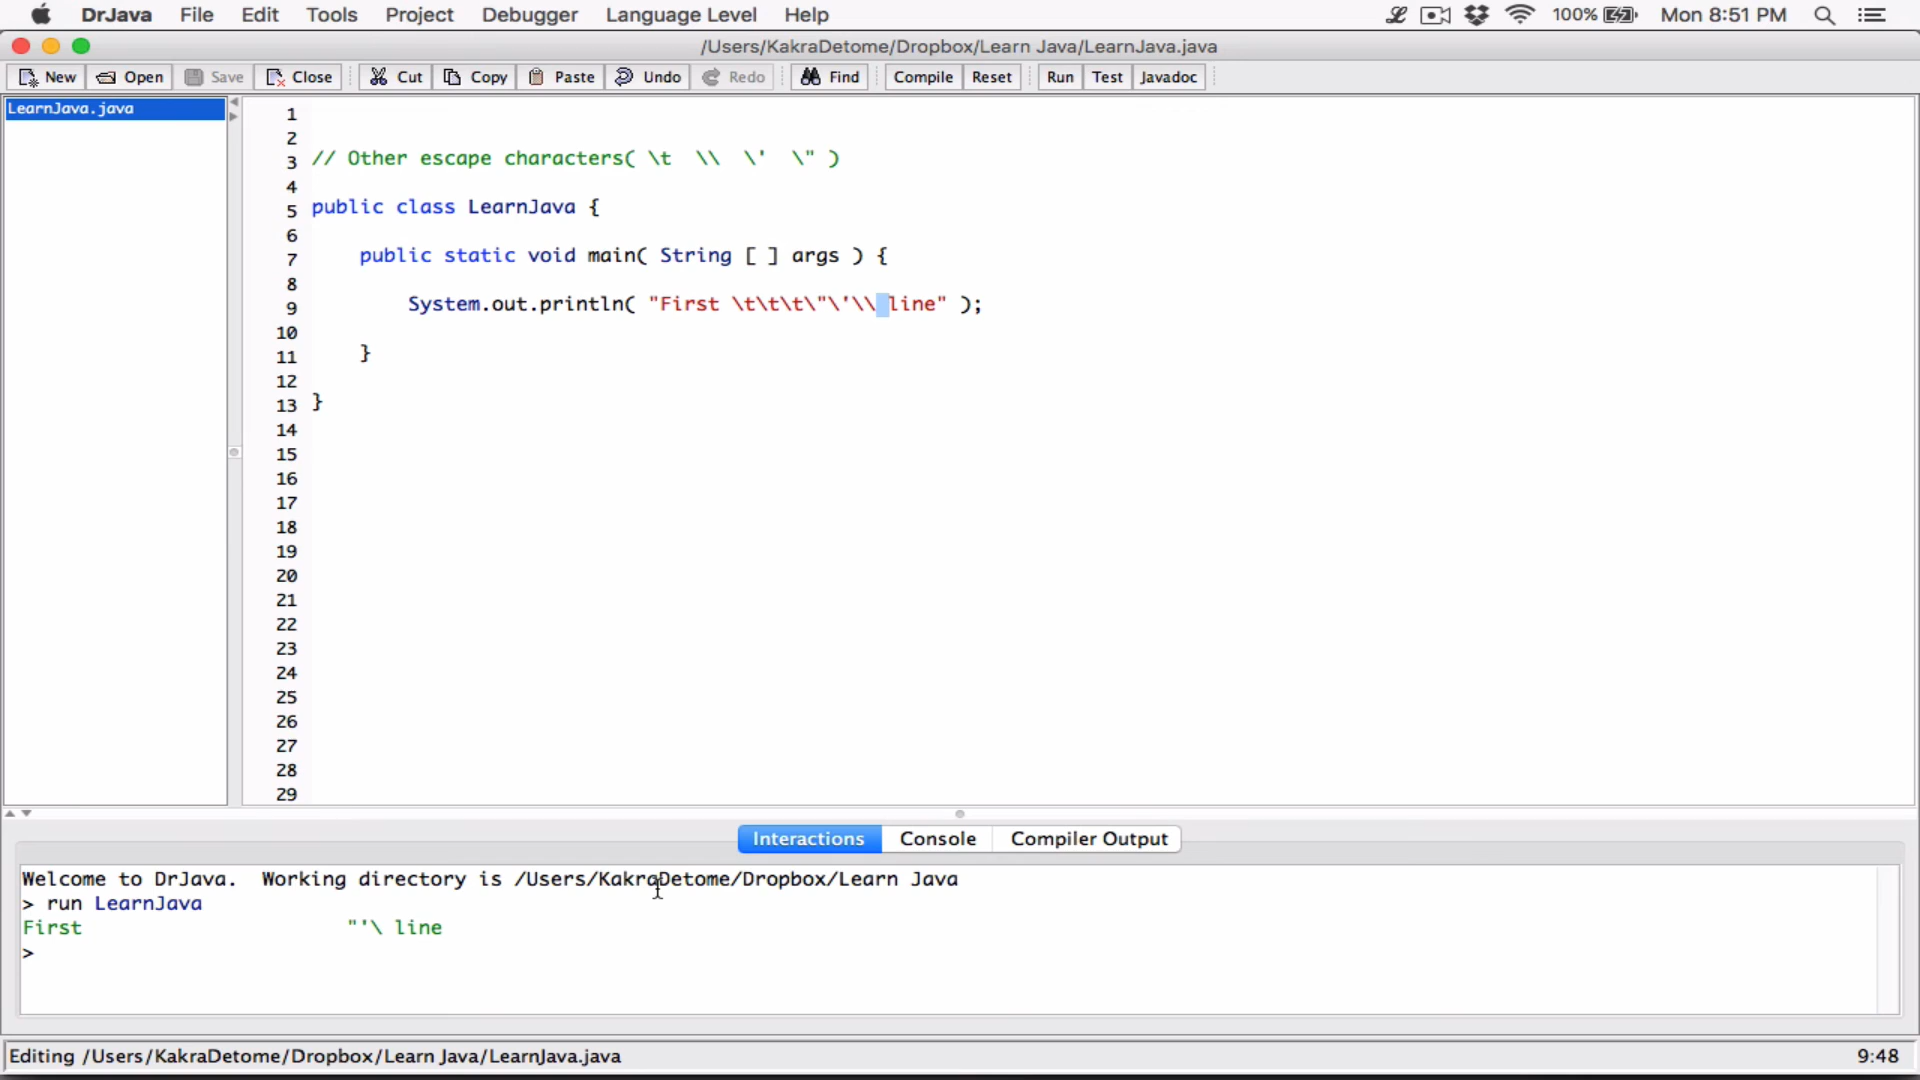 DrJava File Edit Tools Project Debugger Language Level Help 100% Mon 8:51 PM
/Users/KakraDetome/Dropbox/Learn Java/LearnJava.java
New Open Save Close Cut Copy Paste Undo Redo Find Compile Reset Run Test Javadoc
LearnJava.java
1
2
3 // Other escape characters( \t  \\  \'  \" )
4
5 public class LearnJava {
6
7     public static void main( String [ ] args ) {
8
9         System.out.println( "First \t\t\t\"\'\\ line" );
10
11     }
12
13 }
14
15
16
17
18
19
20
21
22
23
24
25
26
27
28
29
Interactions Console Compiler Output
Welcome to DrJava.  Working directory is /Users/KakraDetome/Dropbox/Learn Java
> run LearnJava
First                      "'\ line
>
Editing /Users/KakraDetome/Dropbox/Learn Java/LearnJava.java 9:48